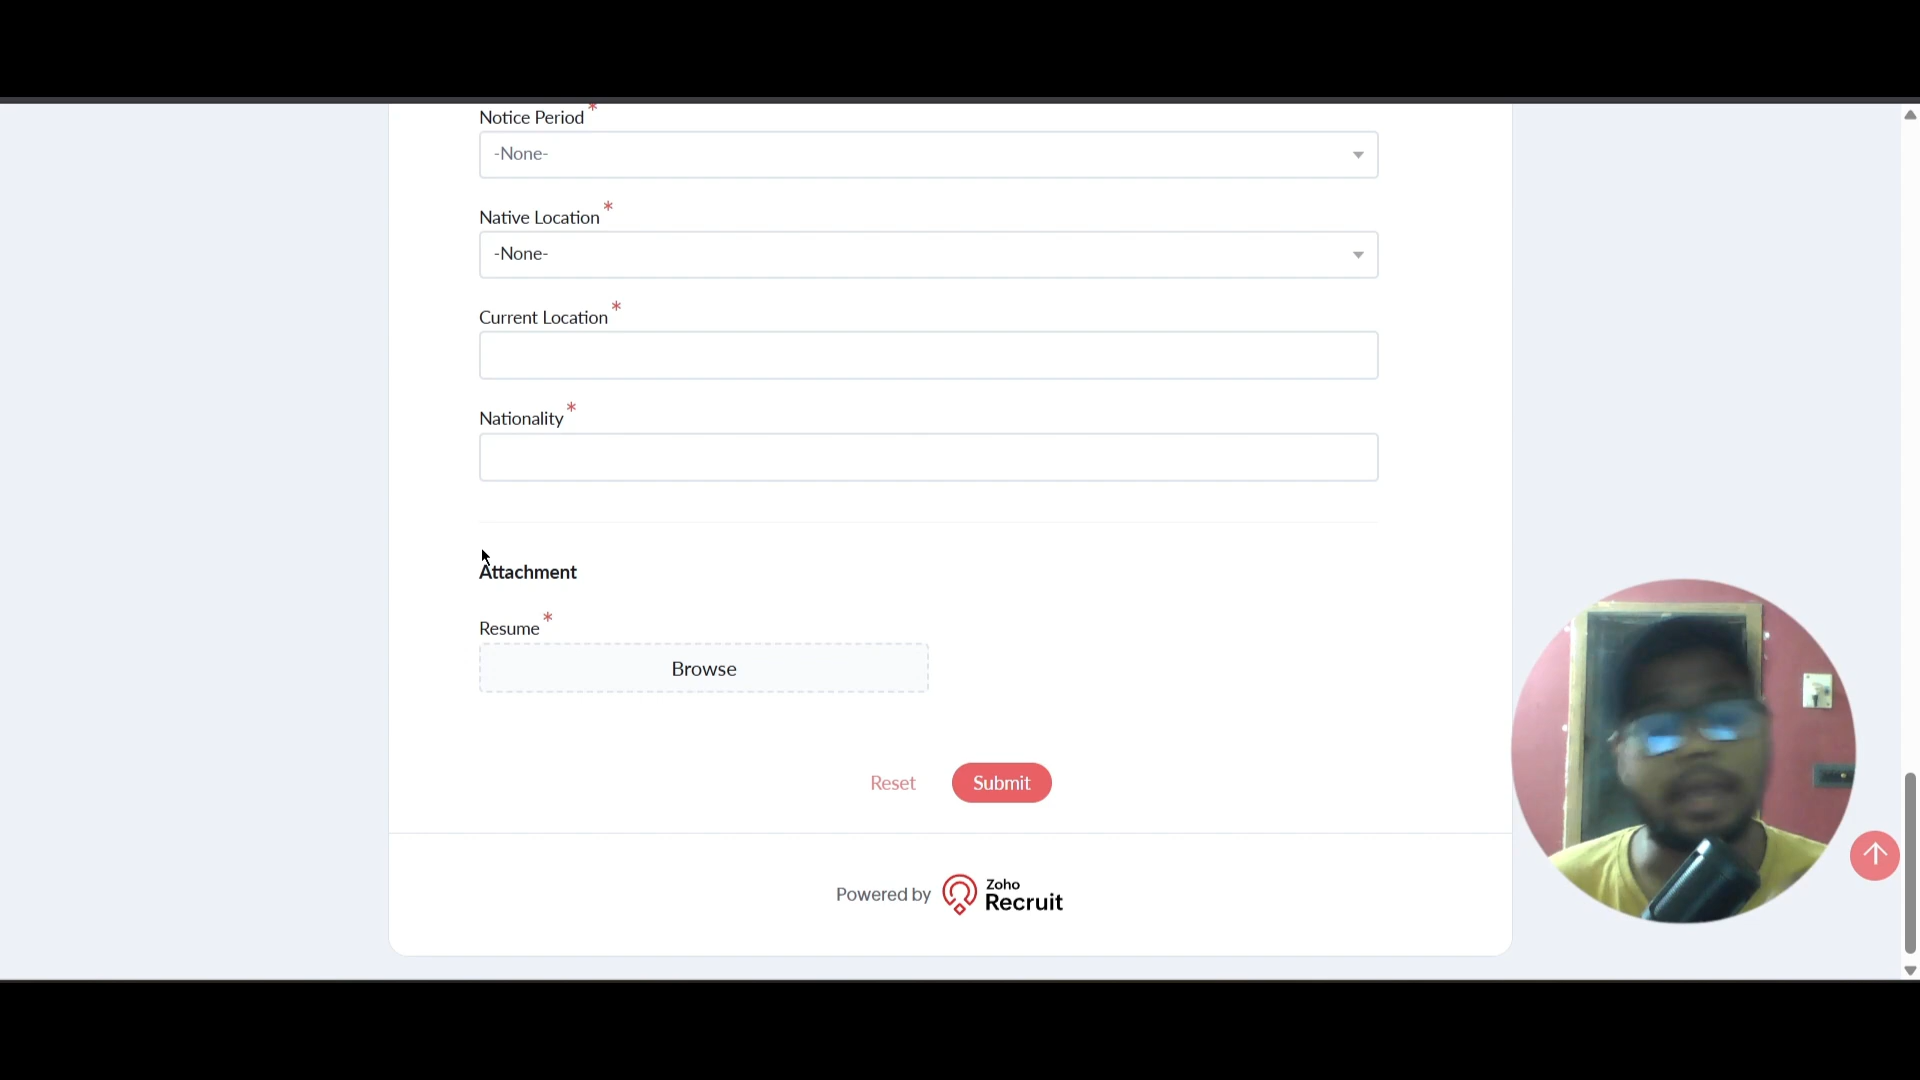 Notice Period *
-None-
Native Location *
-None-
Current Location *
Nationality *
Attachment
Resume *
Browse
Reset
Submit
Powered by Zoho Recruit